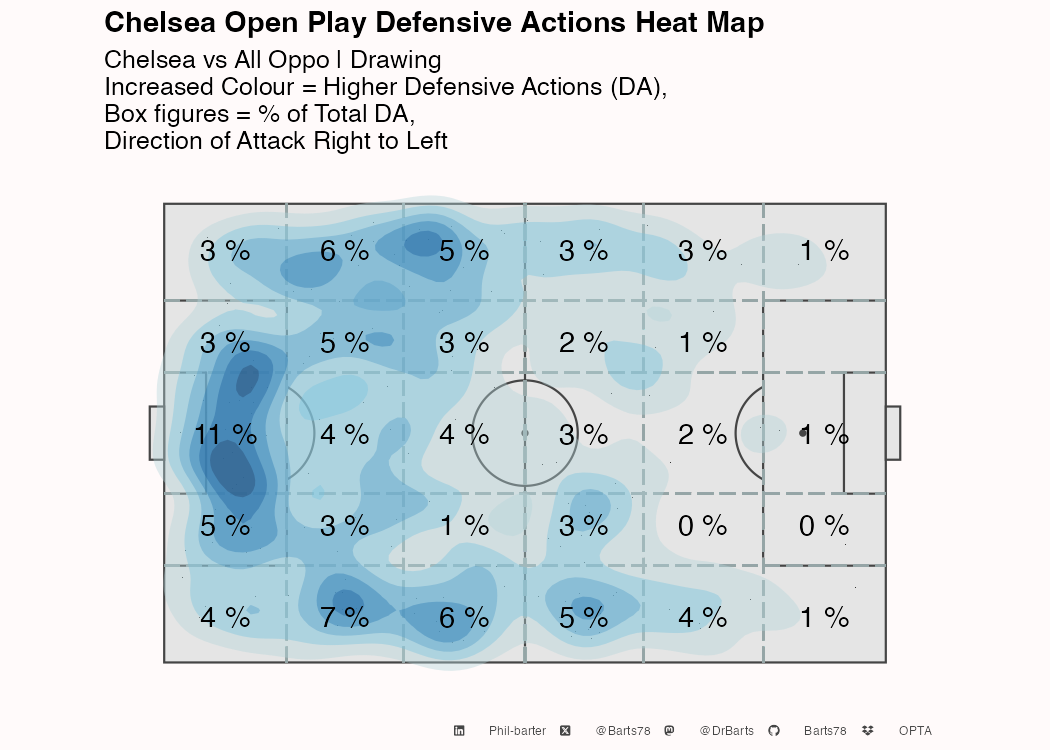 Chelsea Open Play Defensive Actions Heat Map
Chelsea vs All Oppo | Drawing
Increased Colour = Higher Defensive Actions (DA),
Box figures = % of Total DA,
Direction of Attack Right to Left
3 % 6 % 5 % 3 % 3 % 1 %
3 % 5 % 3 % 2 % 1 %
11 % 4 % 4 % 3 % 2 % 1 %
5 % 3 % 1 % 3 % 0 % 0 %
4 % 7 % 6 % 5 % 4 % 1 %
Phil-barter @Barts78 @DrBarts Barts78 OPTA